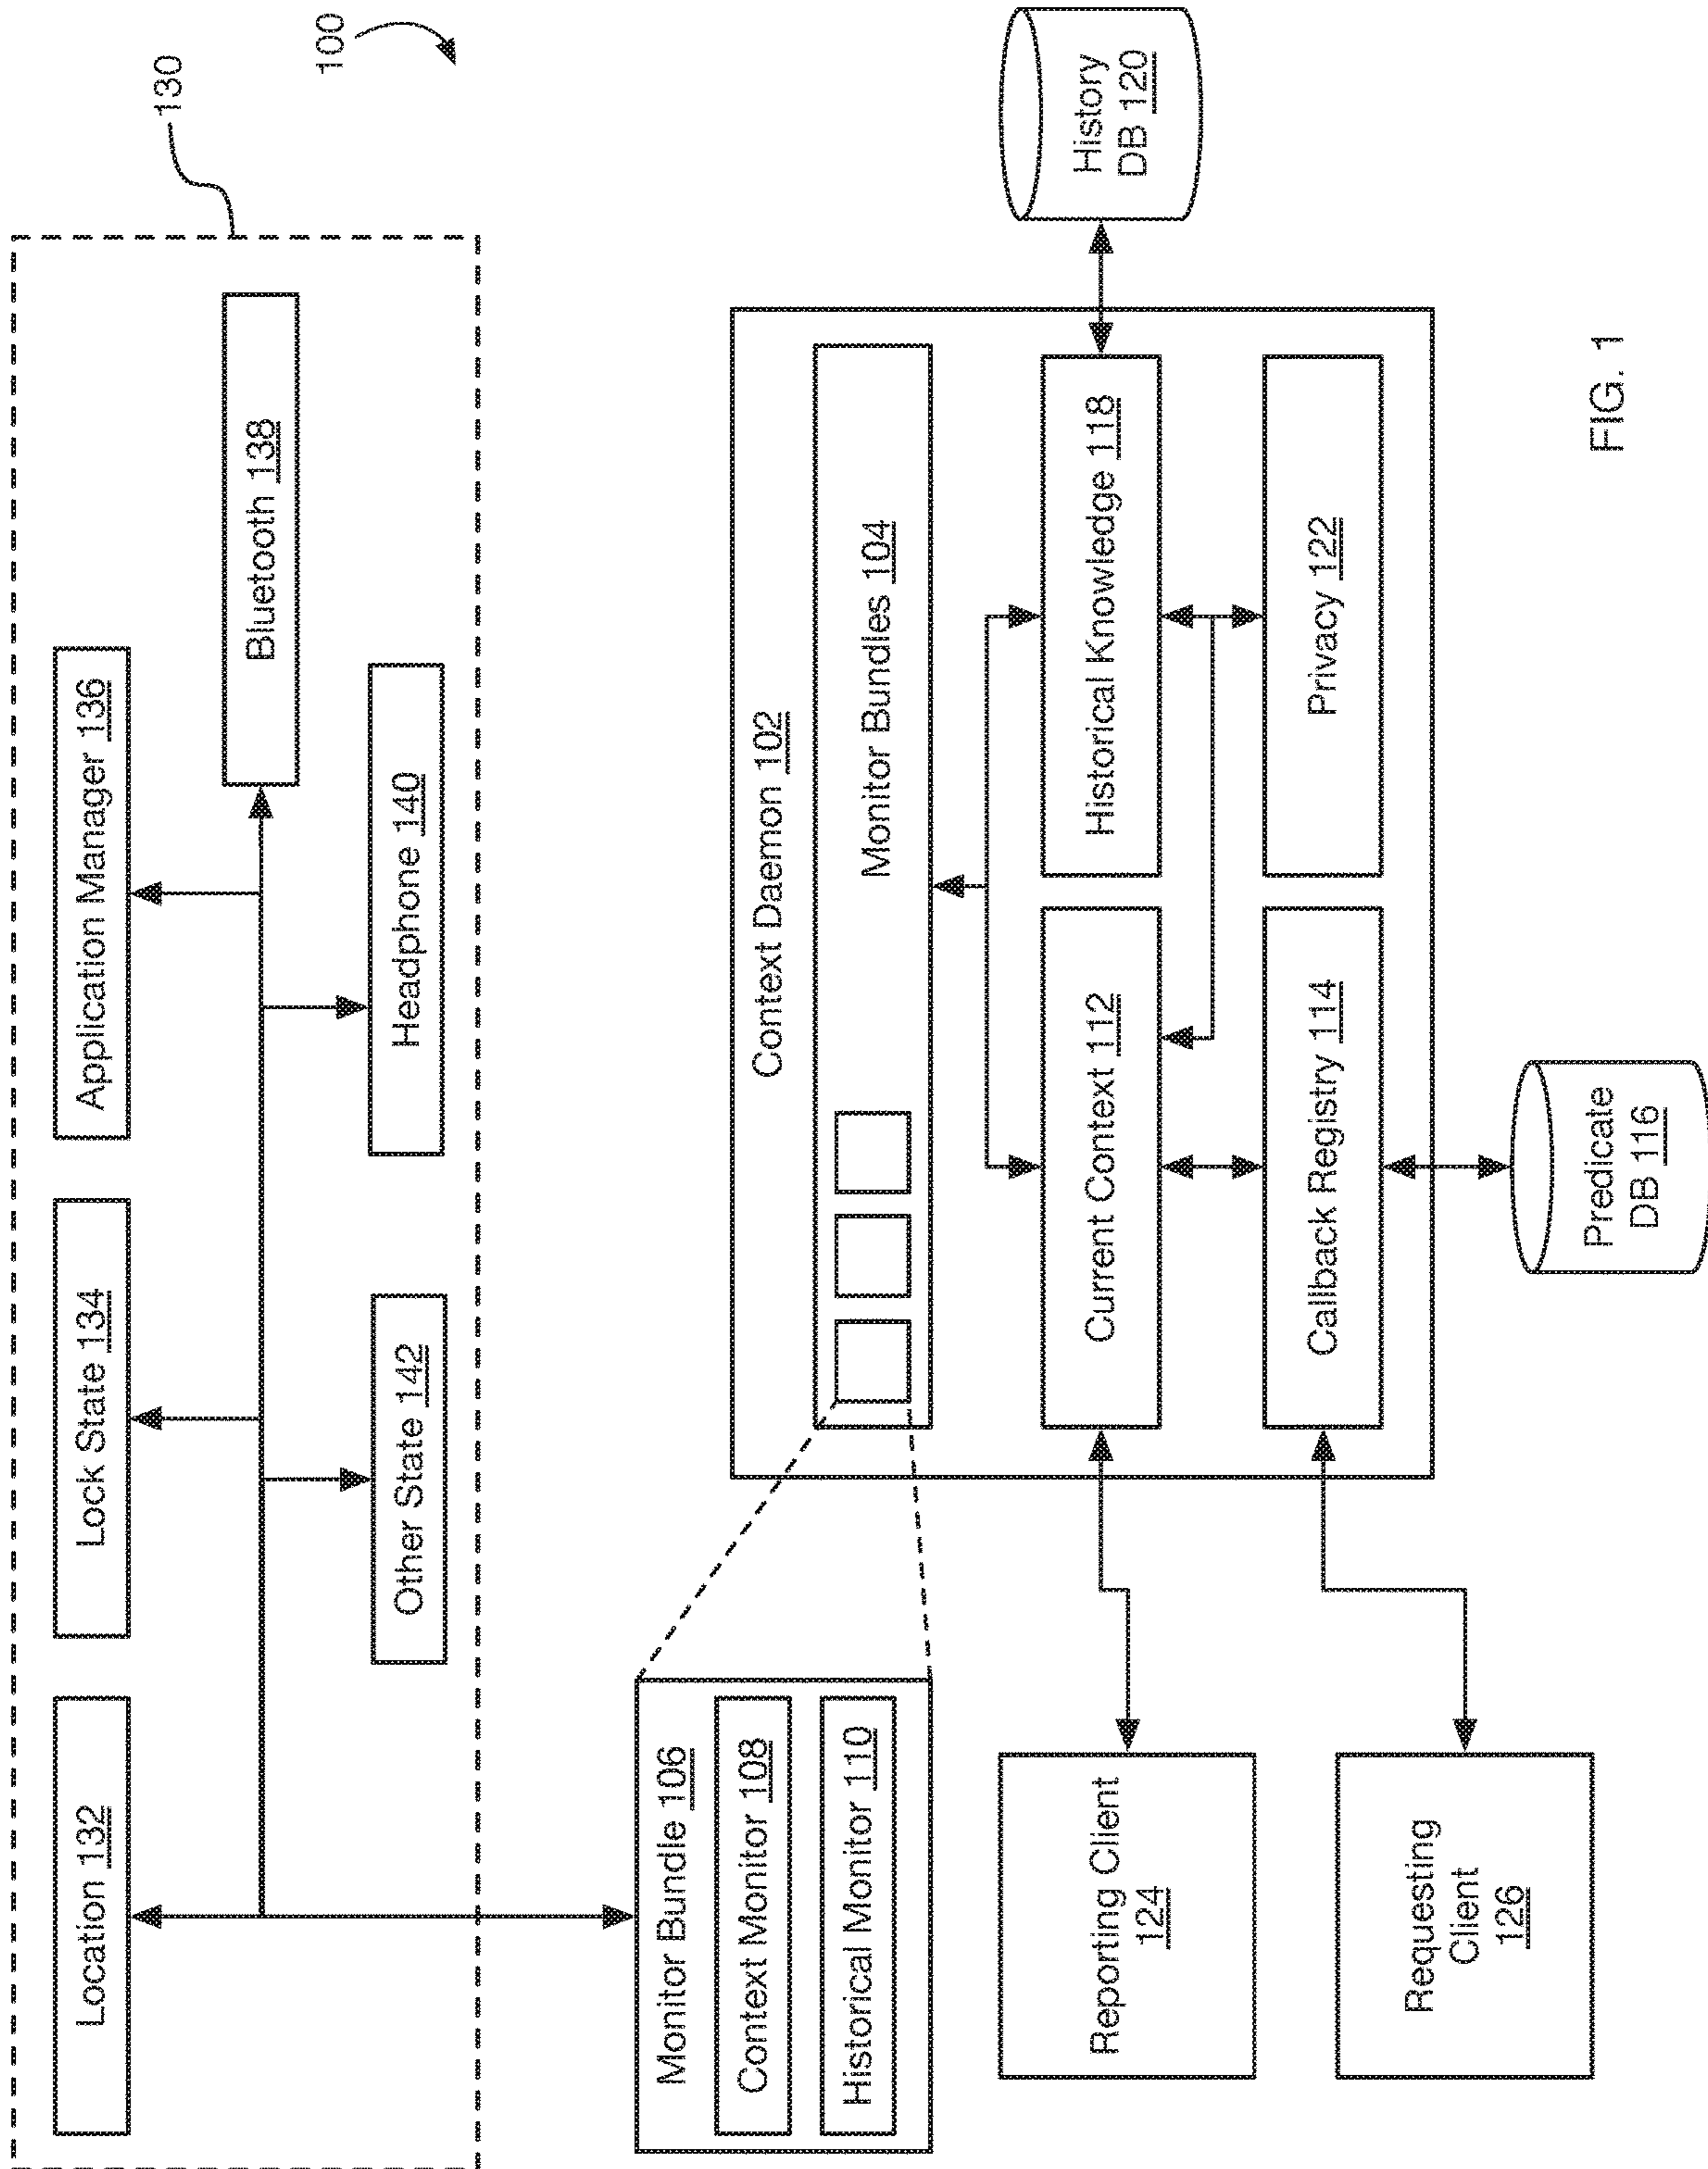 100
130
Location 132
Lock State 134
Application Manager 136
Bluetooth 138
Other State 142
Headphone 140
Monitor Bundle 106
Context Monitor 108
Historical Monitor 110
Context Daemon 102
Monitor Bundles 104
Current Context 112
Historical Knowledge 118
Callback Registry 114
Privacy 122
History
DB 120
Reporting Client
124
Requesting
Client
126
Predicate
DB 116
FIG. 1